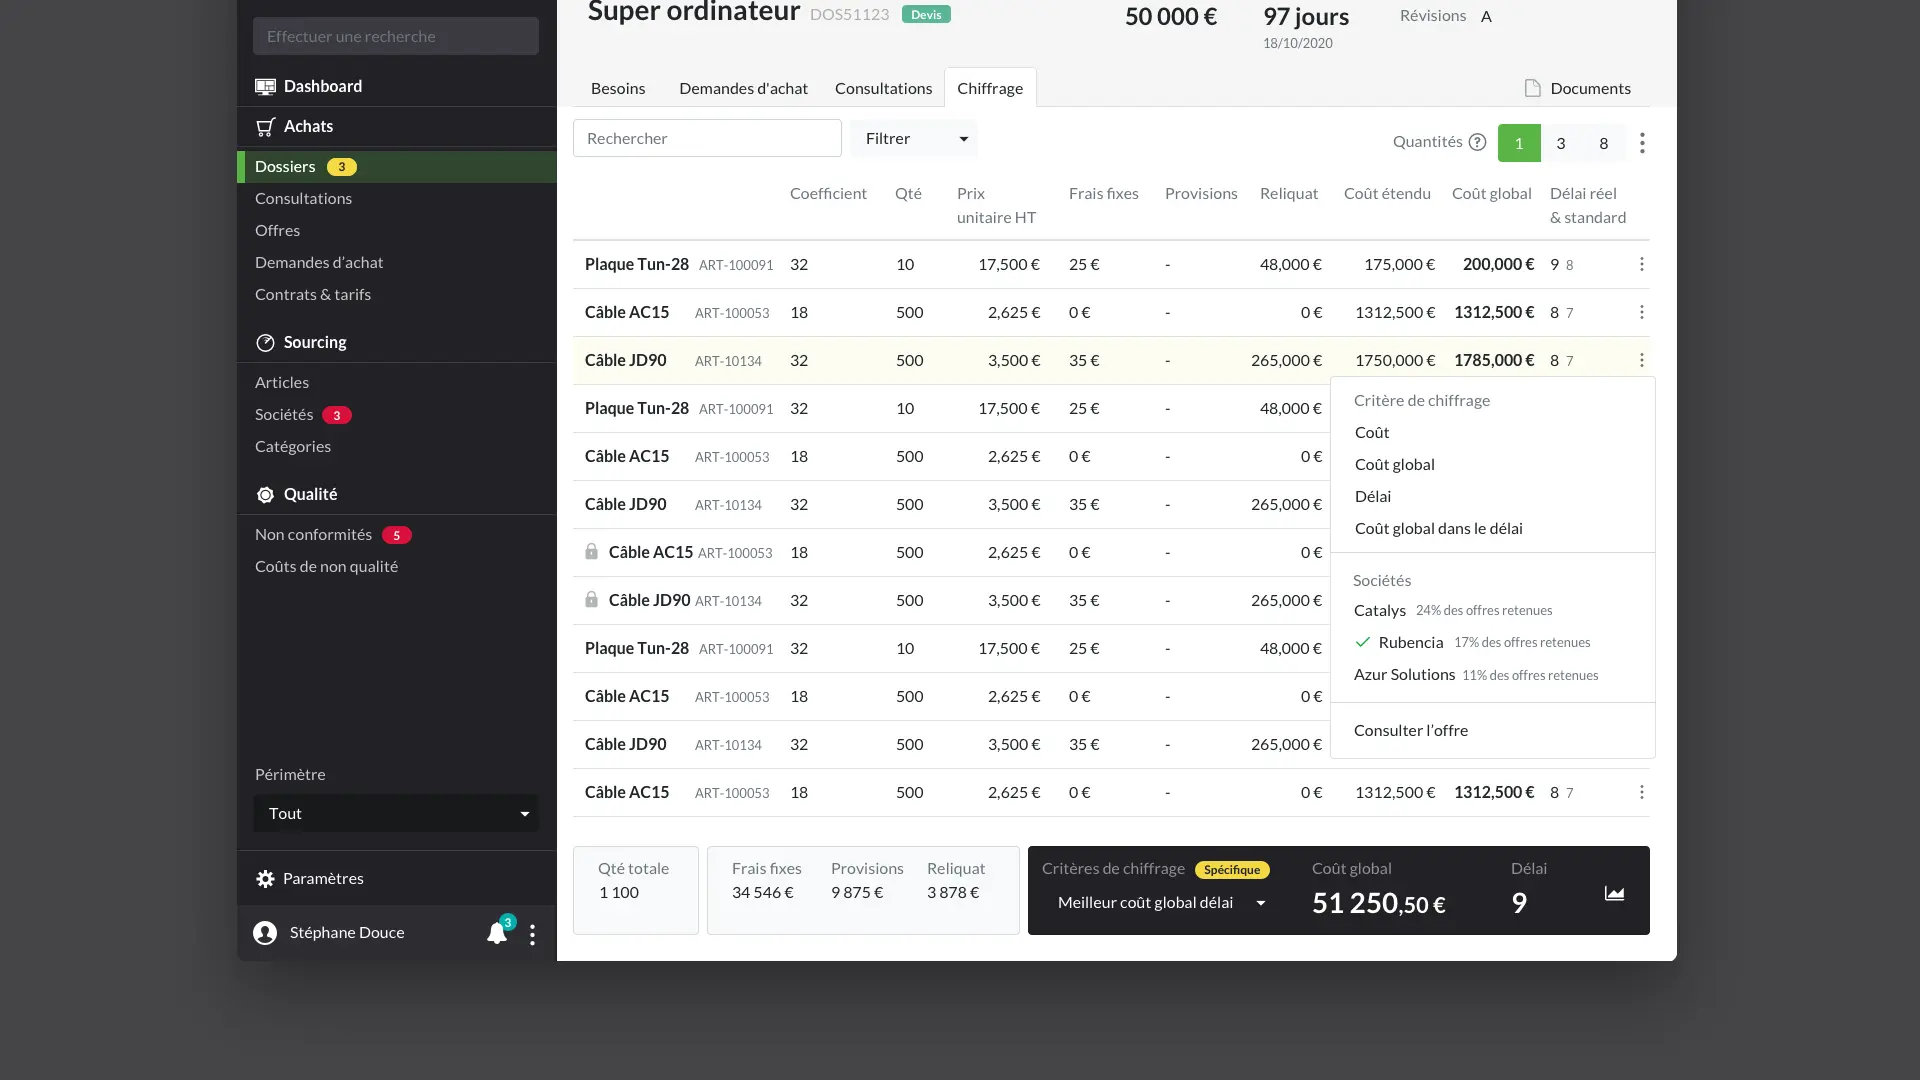 Super ordinateur DOS51123 Devis
50 000 €
97 jours
18/10/2020
Révisions A
Effectuer une recherche
Dashboard
Achats
Dossiers 3
Consultations
Offres
Demandes d’achat
Contrats & tarifs
Sourcing
Articles
Sociétés 3
Catégories
Qualité
Non conformités 5
Coûts de non qualité
Périmètre
Tout
Paramètres
Stéphane Douce 3
Besoins Demandes d'achat Consultations Chiffrage Documents
Rechercher Filtrer Quantités ? 1 3 8
Coefficient Qté Prix unitaire HT Frais fixes Provisions Reliquat Coût étendu Coût global Délai réel & standard
Plaque Tun-28 ART-100091 32 10 17,500 € 25 € - 48,000 € 175,000 € 200,000 € 9 8
Câble AC15 ART-100053 18 500 2,625 € 0 € - 0 € 1312,500 € 1312,500 € 8 7
Câble JD90 ART-10134 32 500 3,500 € 35 € - 265,000 € 1750,000 € 1785,000 € 8 7
Plaque Tun-28 ART-100091 32 10 17,500 € 25 € - 48,000 €
Câble AC15 ART-100053 18 500 2,625 € 0 € - 0 €
Câble JD90 ART-10134 32 500 3,500 € 35 € - 265,000 €
Câble AC15 ART-100053 18 500 2,625 € 0 € - 0 €
Câble JD90 ART-10134 32 500 3,500 € 35 € - 265,000 €
Plaque Tun-28 ART-100091 32 10 17,500 € 25 € - 48,000 €
Câble AC15 ART-100053 18 500 2,625 € 0 € - 0 €
Câble JD90 ART-10134 32 500 3,500 € 35 € - 265,000 €
Câble AC15 ART-100053 18 500 2,625 € 0 € - 0 € 1312,500 € 1312,500 € 8 7
Critère de chiffrage
Coût
Coût global
Délai
Coût global dans le délai
Sociétés
Catalys 24% des offres retenues
Rubencia 17% des offres retenues
Azur Solutions 11% des offres retenues
Consulter l’offre
Qté totale
1 100
Frais fixes Provisions Reliquat
34 546 € 9 875 € 3 878 €
Critères de chiffrage Spécifique Coût global Délai
Meilleur coût global délai 51 250,50 € 9